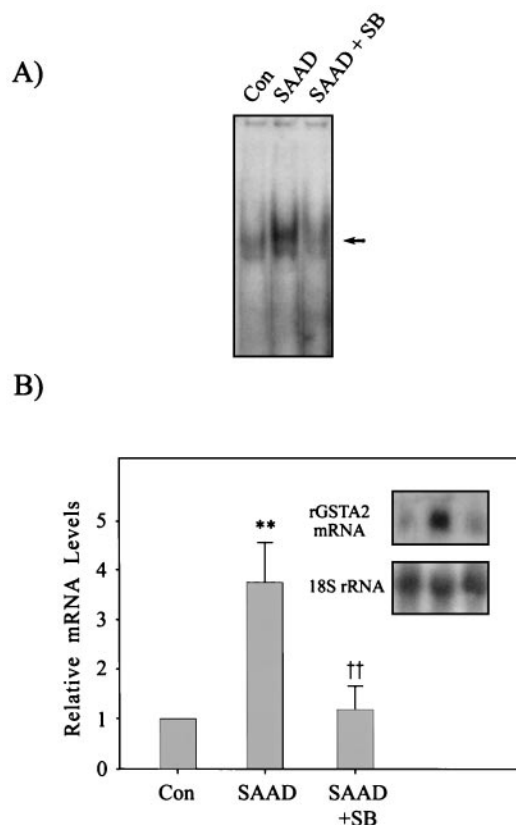 A)
Con
SAAD
SAAD + SB
B)
Relative mRNA Levels
5
4
3
2
1
0
**
††
rGSTA2
mRNA
18S rRNA
Con
SAAD
SAAD
+SB